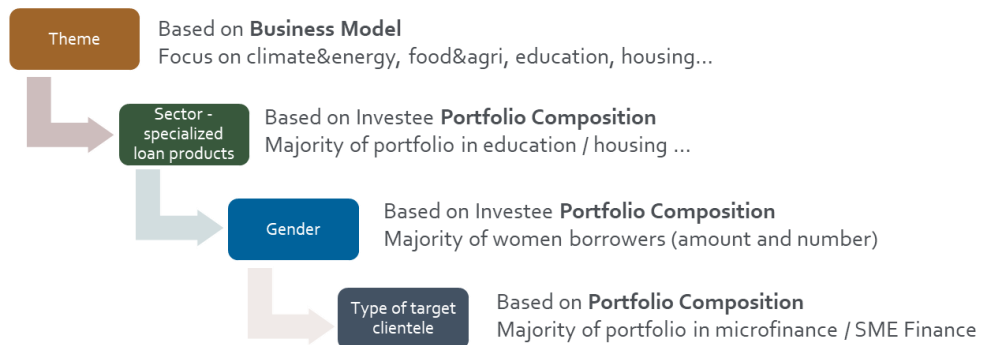 Theme
Based on Business Model
Focus on climate&energy, food&agri, education, housing...
Sector -
specialized
loan products
Based on Investee Portfolio Composition
Majority of portfolio in education / housing ...
Gender
Based on Investee Portfolio Composition
Majority of women borrowers (amount and number)
Type of target
clientele
Based on Portfolio Composition
Majority of portfolio in microfinance / SME Finance